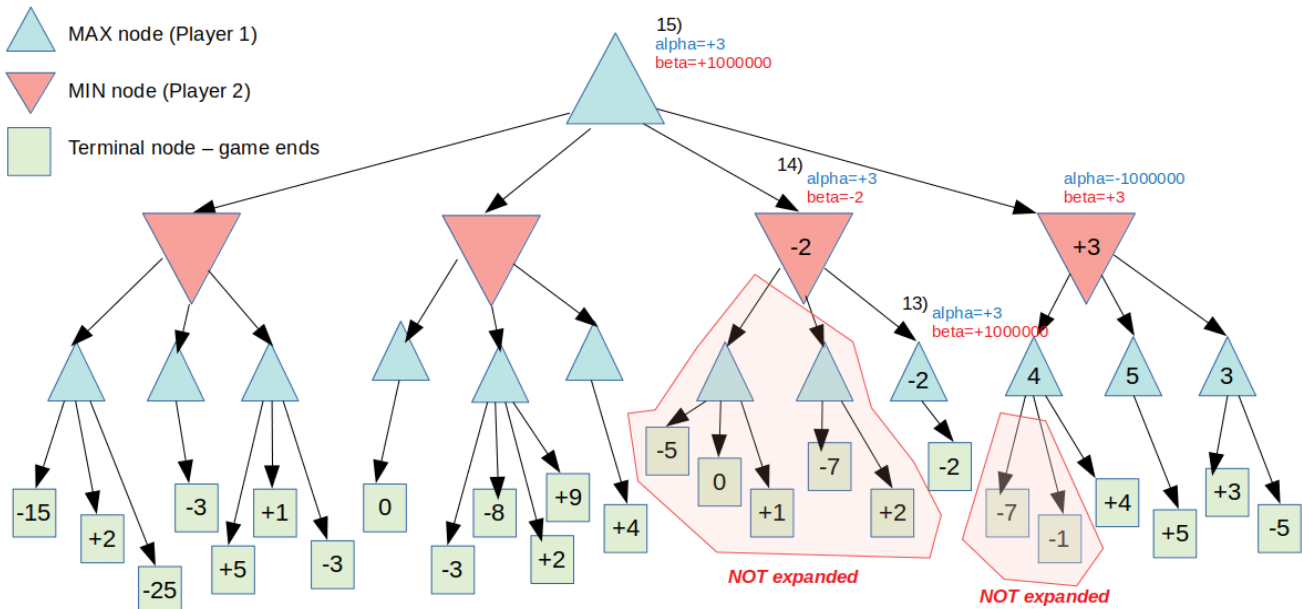 MAX node (Player 1)
MIN node (Player 2)
Terminal node – game ends
15)
alpha=+3
beta=+1000000
14)
alpha=+3
beta=-2
alpha=-1000000
beta=+3
-2
+3
13)
alpha=+3
beta=+1000000
-2
4
5
3
-15
+2
-25
-3
+5
+1
-3
0
-3
-8
+2
+9
+4
-5
0
+1
-7
+2
-2
-7
-1
+4
+5
+3
-5
NOT expanded
NOT expanded